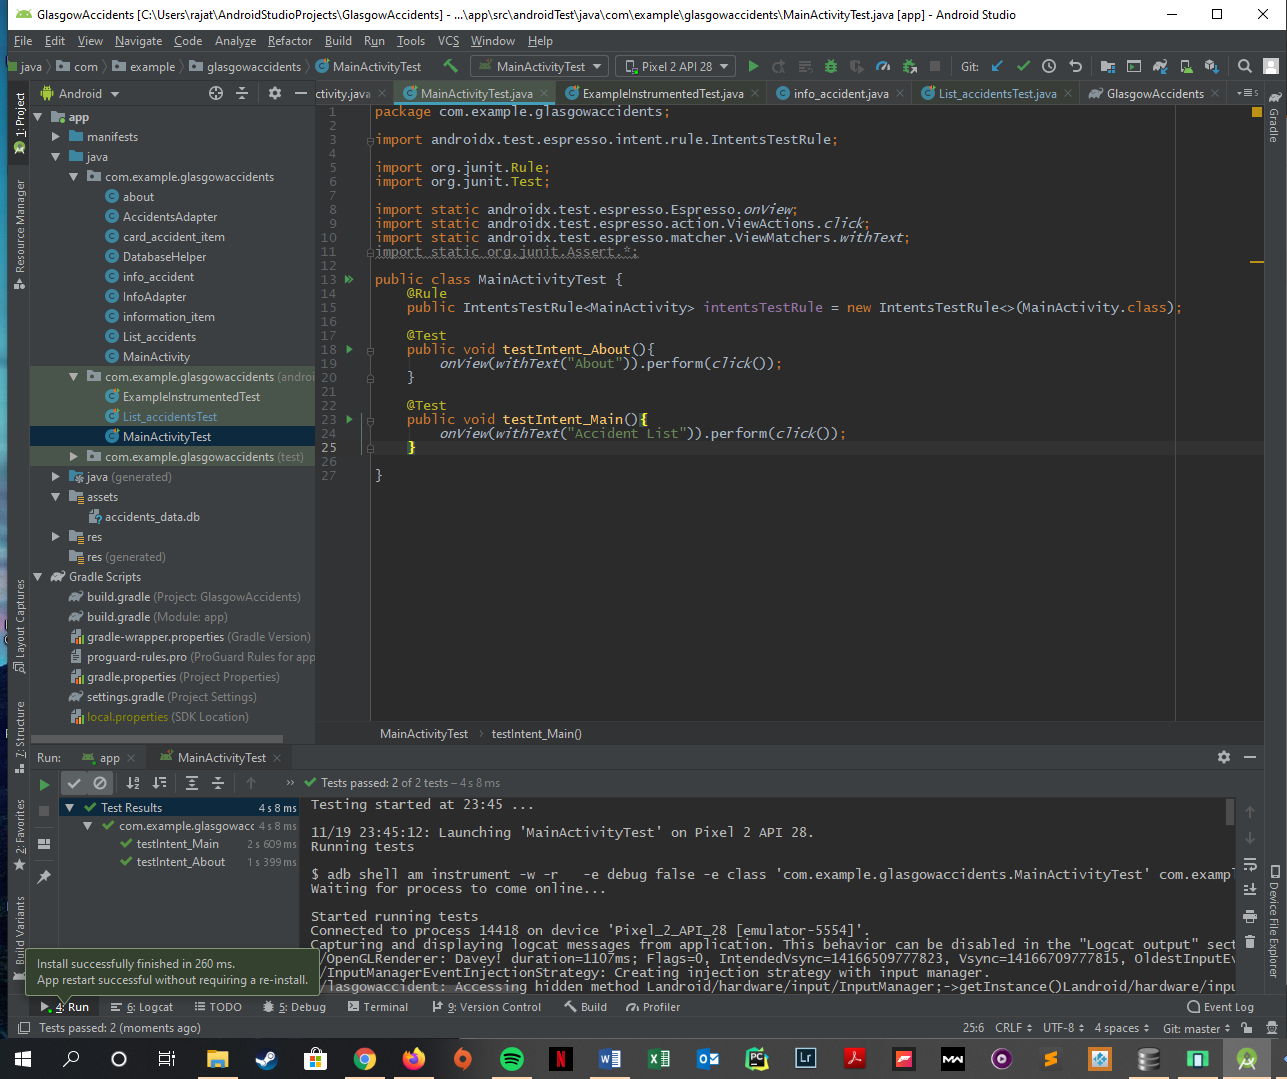 GlasgowAccidents [C:\Users\rajat\AndroidStudioProjects\GlasgowAccidents] - ...\app\src\androidTest\java\com\example\glasgowaccidents\MainActivityTest.java [app] - Android Studio
File Edit View Navigate Code Analyze Refactor Build Run Tools VCS Window Help
java com example glasgowaccidents MainActivityTest MainActivityTest Pixel 2 API 28 Git:
1: Project
Resource Manager
Layout Captures
7: Structure
2: Favorites
Build Variants
Android
app
manifests
java
com.example.glasgowaccidents
about
AccidentsAdapter
card_accident_item
DatabaseHelper
info_accident
InfoAdapter
information_item
List_accidents
MainActivity
com.example.glasgowaccidents (androi
ExampleInstrumentedTest
List_accidentsTest
MainActivityTest
com.example.glasgowaccidents (test)
java (generated)
assets
accidents_data.db
res
res (generated)
Gradle Scripts
build.gradle (Project: GlasgowAccidents)
build.gradle (Module: app)
gradle-wrapper.properties (Gradle Version)
proguard-rules.pro (ProGuard Rules for app
gradle.properties (Project Properties)
settings.gradle (Project Settings)
local.properties (SDK Location)
ctivity.java MainActivityTest.java ExampleInstrumentedTest.java info_accident.java List_accidentsTest.java GlasgowAccidents
1 package com.example.glasgowaccidents;
2
3 import androidx.test.espresso.intent.rule.IntentsTestRule;
4
5 import org.junit.Rule;
6 import org.junit.Test;
7
8 import static androidx.test.espresso.Espresso.onView;
9 import static androidx.test.espresso.action.ViewActions.click;
10 import static androidx.test.espresso.matcher.ViewMatchers.withText;
11 import static org.junit.Assert.*;
12
13 public class MainActivityTest {
14 @Rule
15 public IntentsTestRule<MainActivity> intentsTestRule = new IntentsTestRule<>(MainActivity.class);
16
17 @Test
18 public void testIntent_About(){
19 onView(withText("About")).perform(click());
20 }
21
22 @Test
23 public void testIntent_Main(){
24 onView(withText("Accident List")).perform(click());
25 }
26
27 }
MainActivityTest testIntent_Main()
Gradle
Device File Explorer
Run: app MainActivityTest
Tests passed: 2 of 2 tests – 4 s 8 ms
Test Results 4 s 8 ms
com.example.glasgowacc 4 s 8 ms
testIntent_Main 2 s 609 ms
testIntent_About 1 s 399 ms
Testing started at 23:45 ...
11/19 23:45:12: Launching 'MainActivityTest' on Pixel 2 API 28.
Running tests
$ adb shell am instrument -w -r -e debug false -e class 'com.example.glasgowaccidents.MainActivityTest' com.examp
Waiting for process to come online...
Started running tests
Connected to process 14418 on device 'Pixel_2_API_28 [emulator-5554]'.
Capturing and displaying logcat messages from application. This behavior can be disabled in the "Logcat output" sect
/OpenGLRenderer: Davey! duration=1107ms; Flags=0, IntendedVsync=14166509777823, Vsync=14166709777815, OldestInputEv
/InputManagerEventInjectionStrategy: Creating injection strategy with input manager.
/lasgowaccident: Accessing hidden method Landroid/hardware/input/InputManager;->getInstance()Landroid/hardware/inpu
Install successfully finished in 260 ms.
App restart successful without requiring a re-install.
4: Run 6: Logcat TODO 5: Debug Terminal 9: Version Control Build Profiler Event Log
Tests passed: 2 (moments ago) 25:6 CRLF UTF-8 4 spaces Git: master